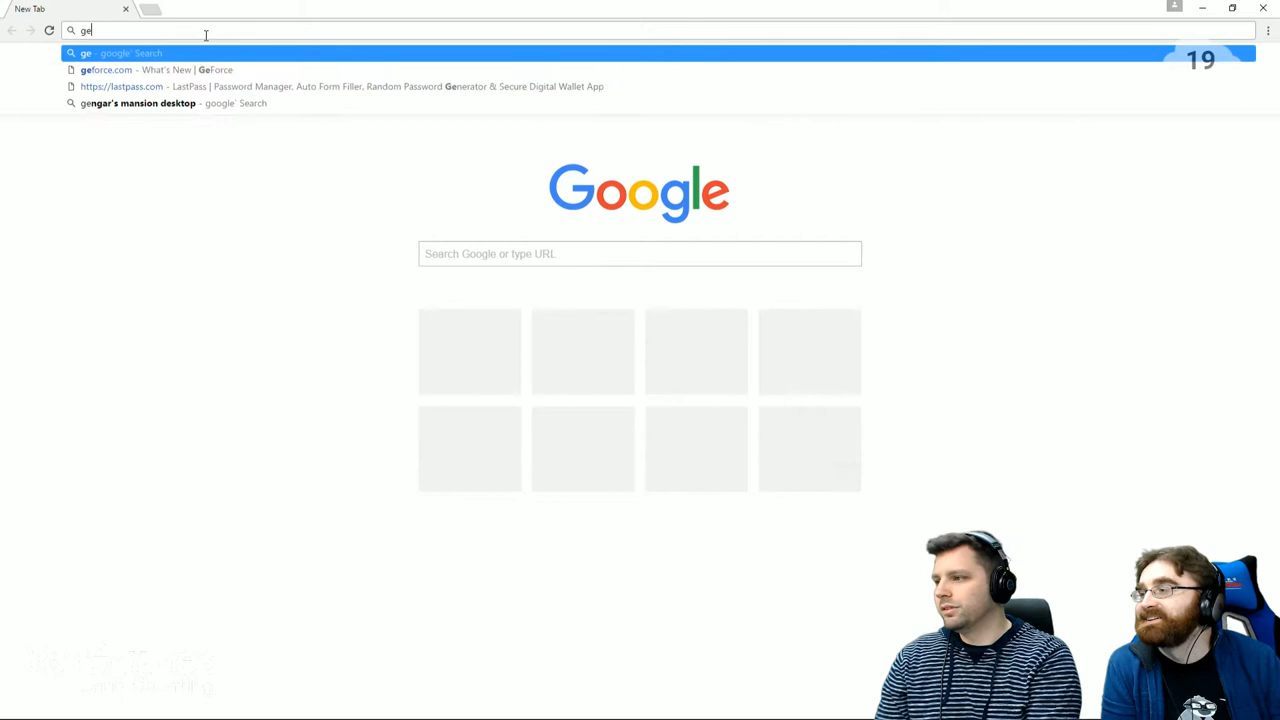 New Tab
ge
ge - google` Search
geforce.com - What's New | GeForce
https://lastpass.com - LastPass | Password Manager, Auto Form Filler, Random Password Generator & Secure Digital Wallet App
gengar's mansion desktop - google` Search
19
Google
Search Google or type URL